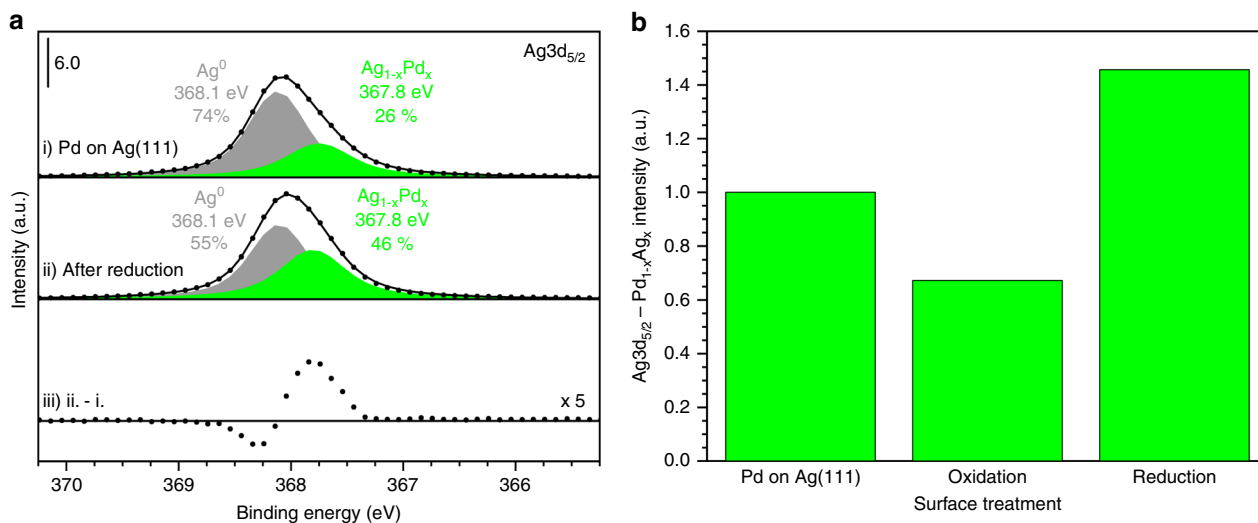 a
6.0
Ag3d5/2
Ag0
368.1 eV
74%
Ag1-xPdx
367.8 eV
26 %
i) Pd on Ag(111)
Ag0
368.1 eV
55%
Ag1-xPdx
367.8 eV
46 %
ii) After reduction
iii) ii. - i.
x 5
370 369 368 367 366
Binding energy (eV)
Intensity (a.u.)
b
Ag3d5/2 – Pd1-xAgx intensity (a.u.)
1.6
1.4
1.2
1.0
0.8
0.6
0.4
0.2
0.0
Pd on Ag(111) Oxidation Reduction
Surface treatment